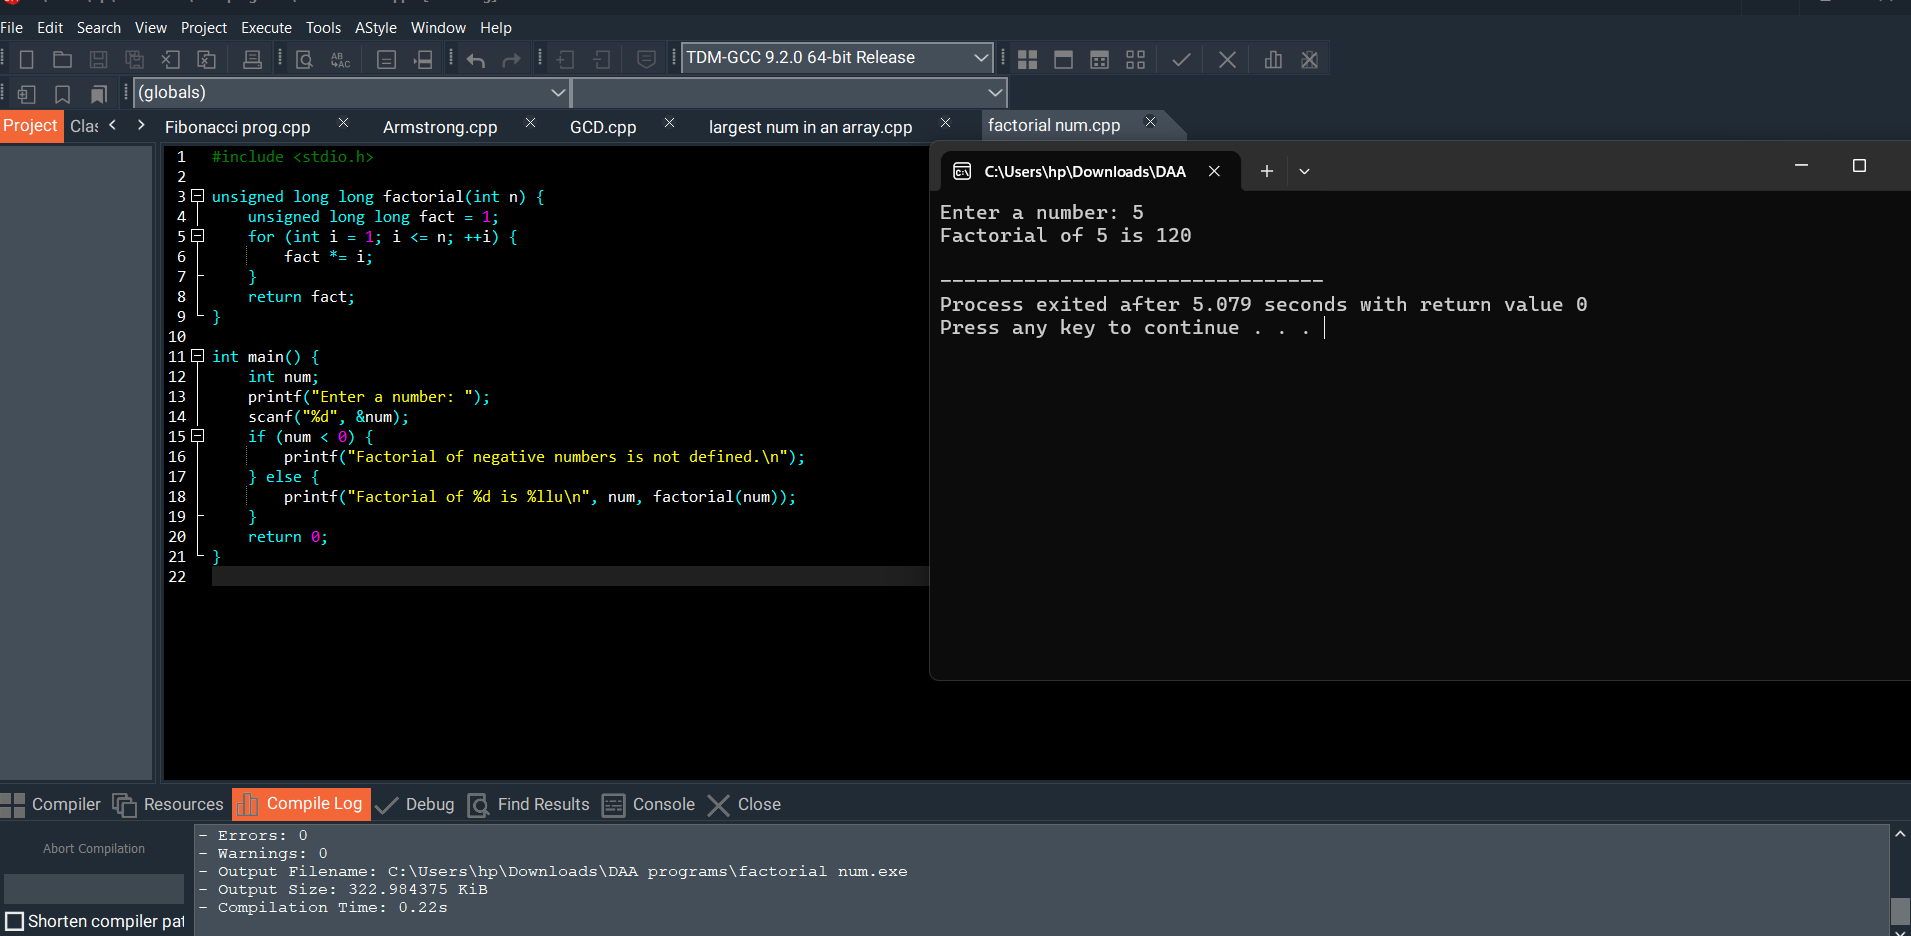 File Edit Search View Project Execute Tools AStyle Window Help
TDM-GCC 9.2.0 64-bit Release
(globals)
Project Clas
Fibonacci prog.cpp Armstrong.cpp GCD.cpp largest num in an array.cpp factorial num.cpp
1 #include <stdio.h>
2
3 unsigned long long factorial(int n) {
4 unsigned long long fact = 1;
5 for (int i = 1; i <= n; ++i) {
6 fact *= i;
7 }
8 return fact;
9 }
10
11 int main() {
12 int num;
13 printf("Enter a number: ");
14 scanf("%d", &num);
15 if (num < 0) {
16 printf("Factorial of negative numbers is not defined.\n");
17 } else {
18 printf("Factorial of %d is %llu\n", num, factorial(num));
19 }
20 return 0;
21 }
22
C:\Users\hp\Downloads\DAA
Enter a number: 5
Factorial of 5 is 120
--------------------------------
Process exited after 5.079 seconds with return value 0
Press any key to continue . . .
Compiler Resources Compile Log Debug Find Results Console Close
Abort Compilation
Shorten compiler pat
- Errors: 0
- Warnings: 0
- Output Filename: C:\Users\hp\Downloads\DAA programs\factorial num.exe
- Output Size: 322.984375 KiB
- Compilation Time: 0.22s